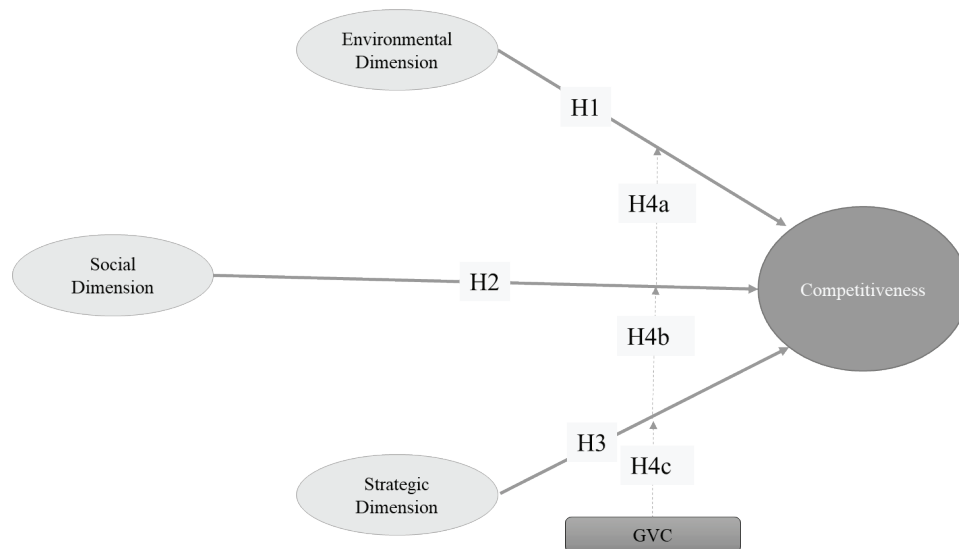 Environmental
Dimension
H1
H4a
Social
Dimension
H2
Competitiveness
H4b
H3
H4c
Strategic
Dimension
GVC